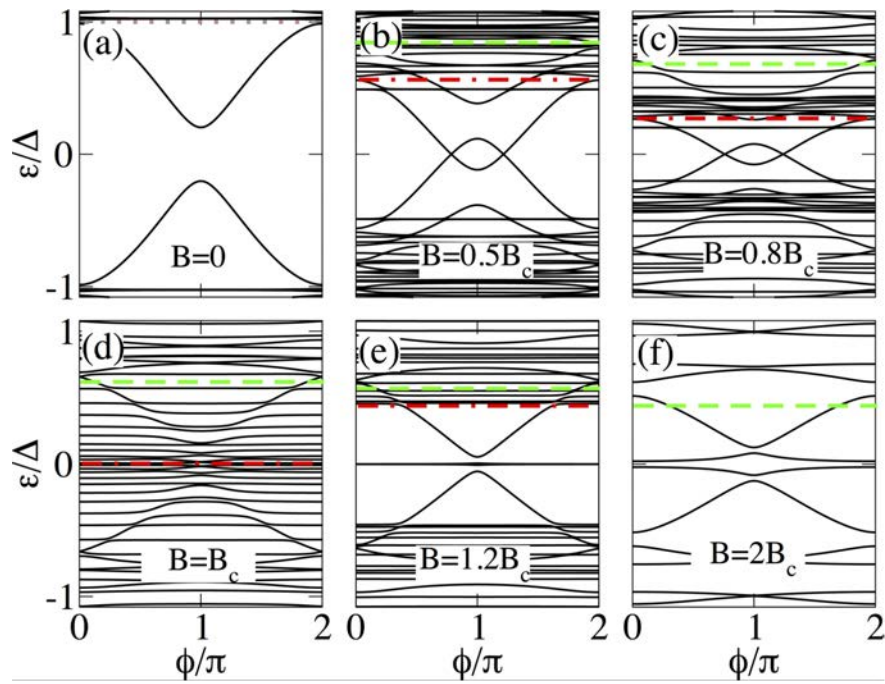 1
(a)
(b)
(c)
ε/Δ
0
B=0
B=0.5B_c
B=0.8B_c
-1
1
(d)
(e)
(f)
ε/Δ
0
B=B_c
B=1.2B_c
B=2B_c
-1
0 1 2 0 1 2 0 1 2
ϕ/π ϕ/π ϕ/π